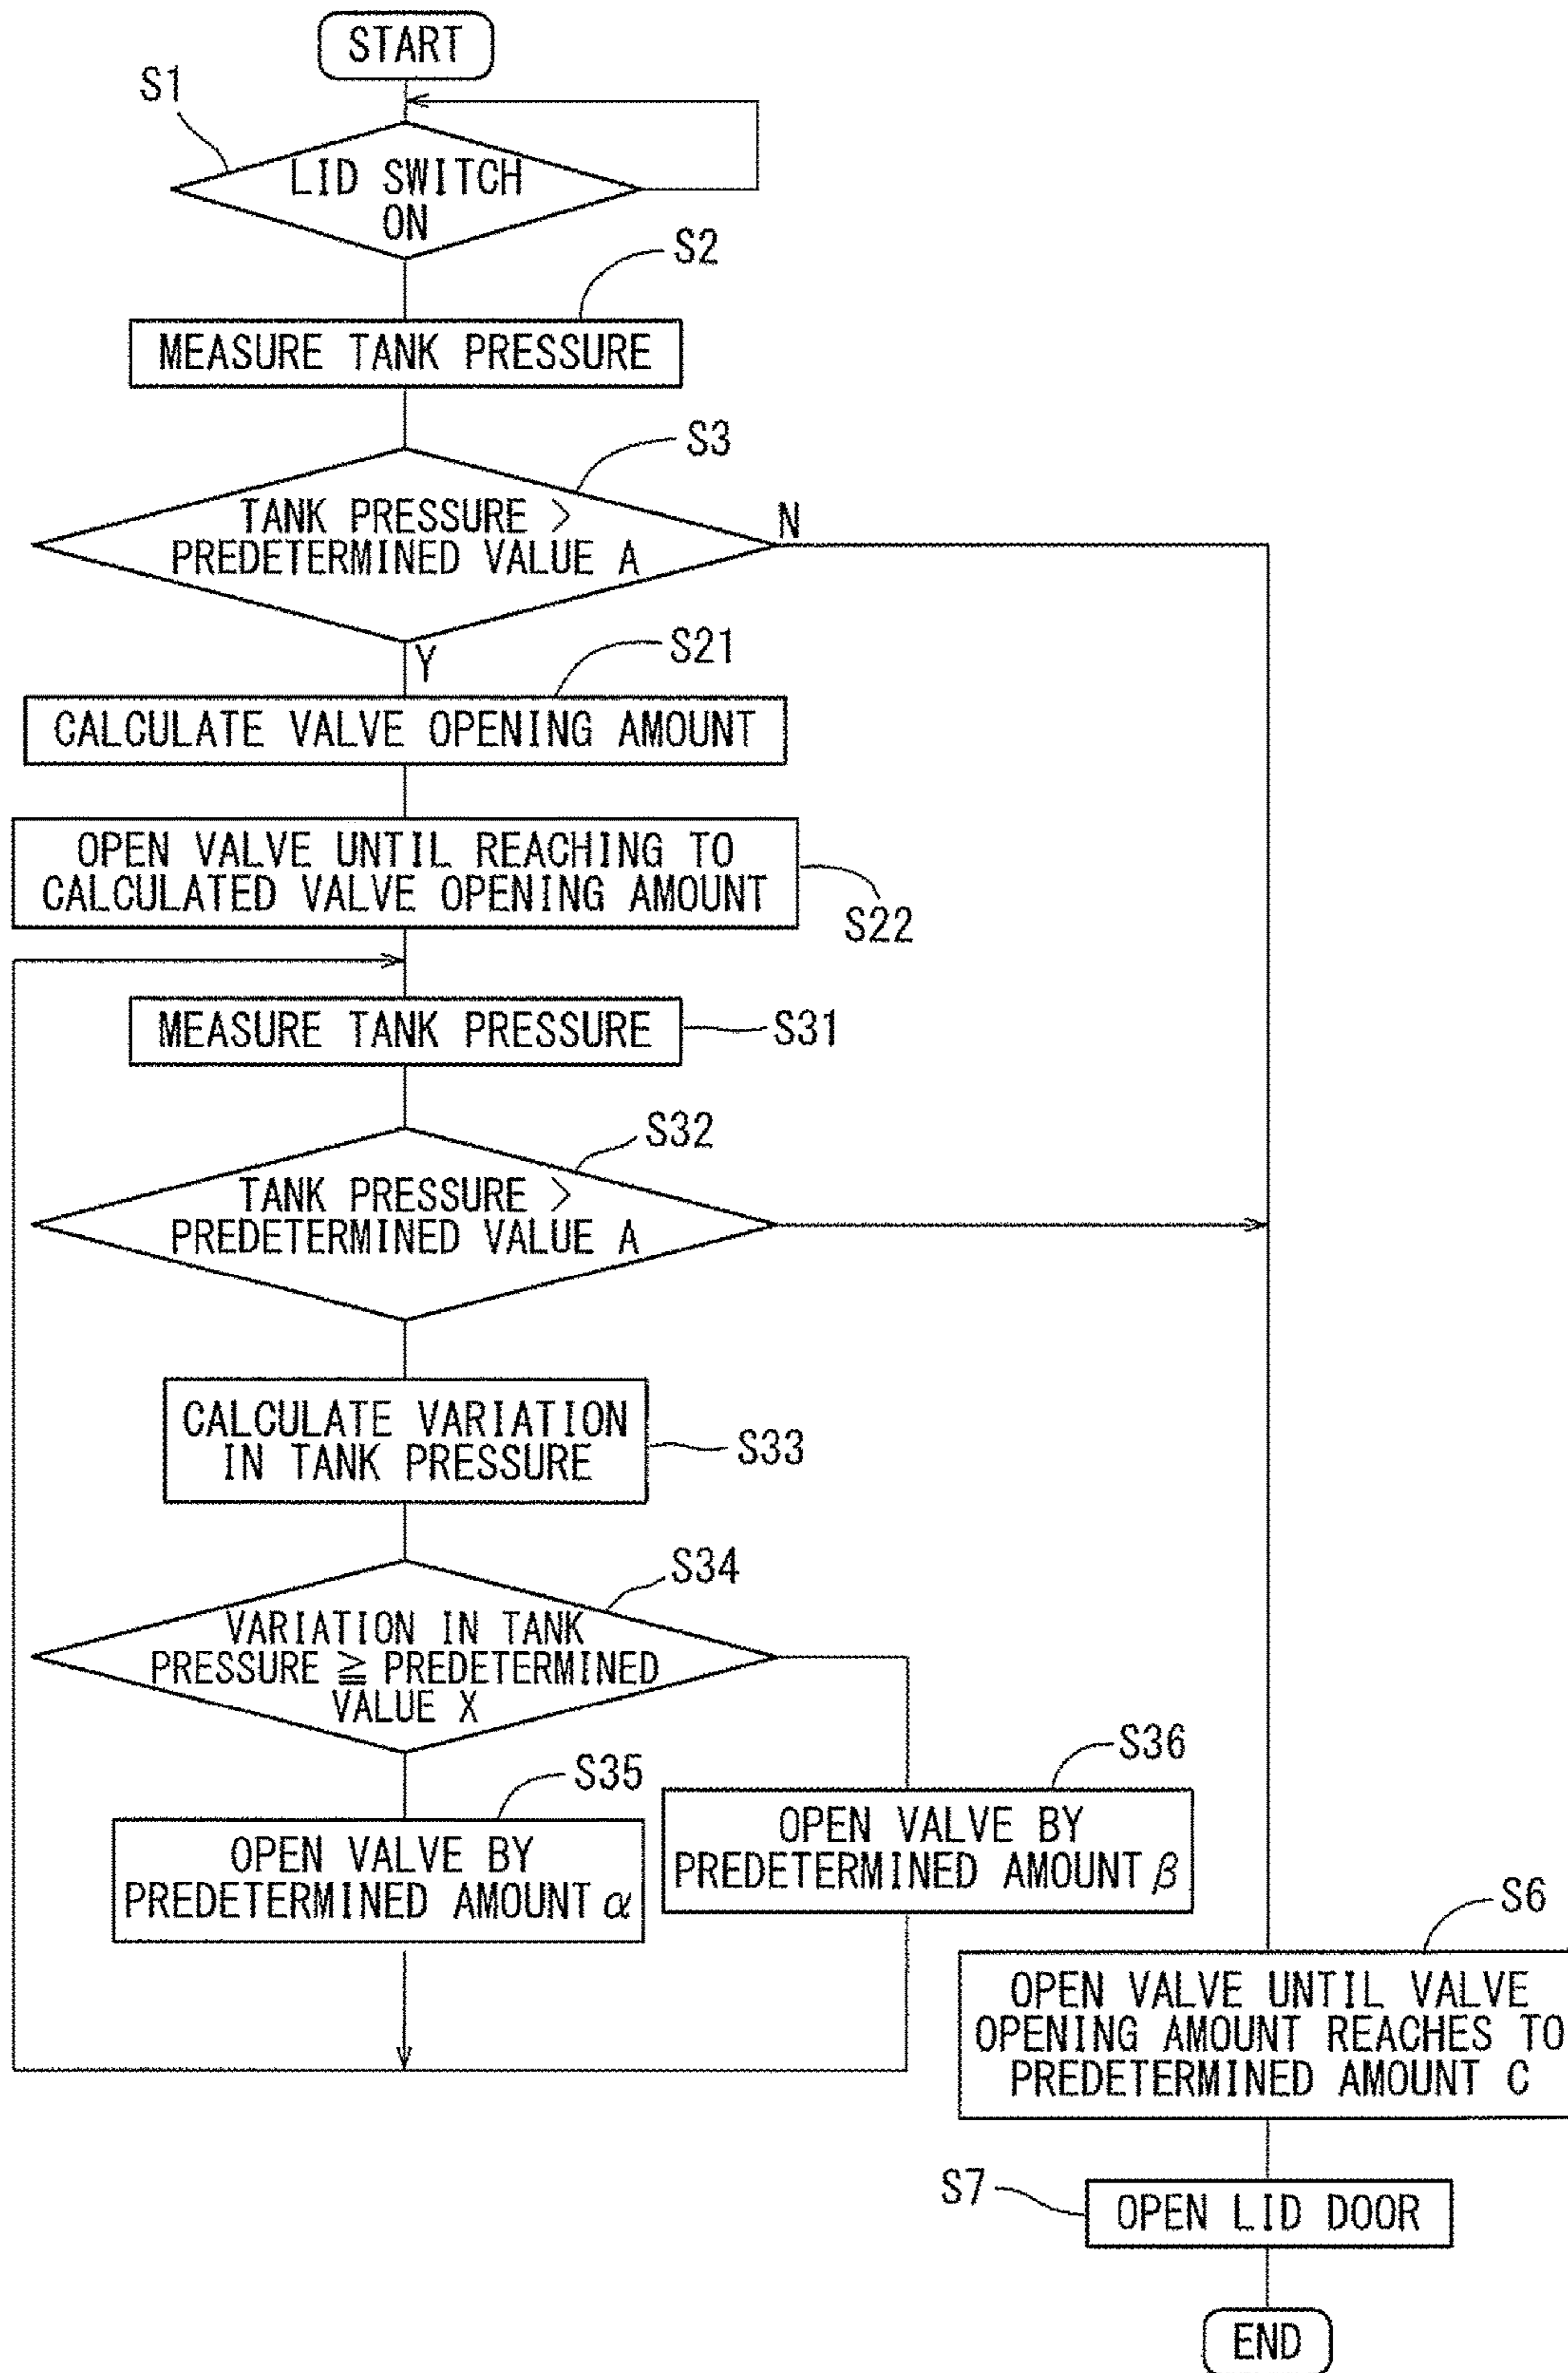 START
S1
LID SWITCH
ON
S2
MEASURE TANK PRESSURE
S3
TANK PRESSURE >
PREDETERMINED VALUE A
N
Y
S21
CALCULATE VALVE OPENING AMOUNT
OPEN VALVE UNTIL REACHING TO
CALCULATED VALVE OPENING AMOUNT
S22
MEASURE TANK PRESSURE
S31
S32
TANK PRESSURE >
PREDETERMINED VALUE A
CALCULATE VARIATION
IN TANK PRESSURE
S33
S34
VARIATION IN TANK
PRESSURE ≧ PREDETERMINED
VALUE X
S35
OPEN VALVE BY
PREDETERMINED AMOUNT α
S36
OPEN VALVE BY
PREDETERMINED AMOUNT β
S6
OPEN VALVE UNTIL VALVE
OPENING AMOUNT REACHES TO
PREDETERMINED AMOUNT C
S7
OPEN LID DOOR
END